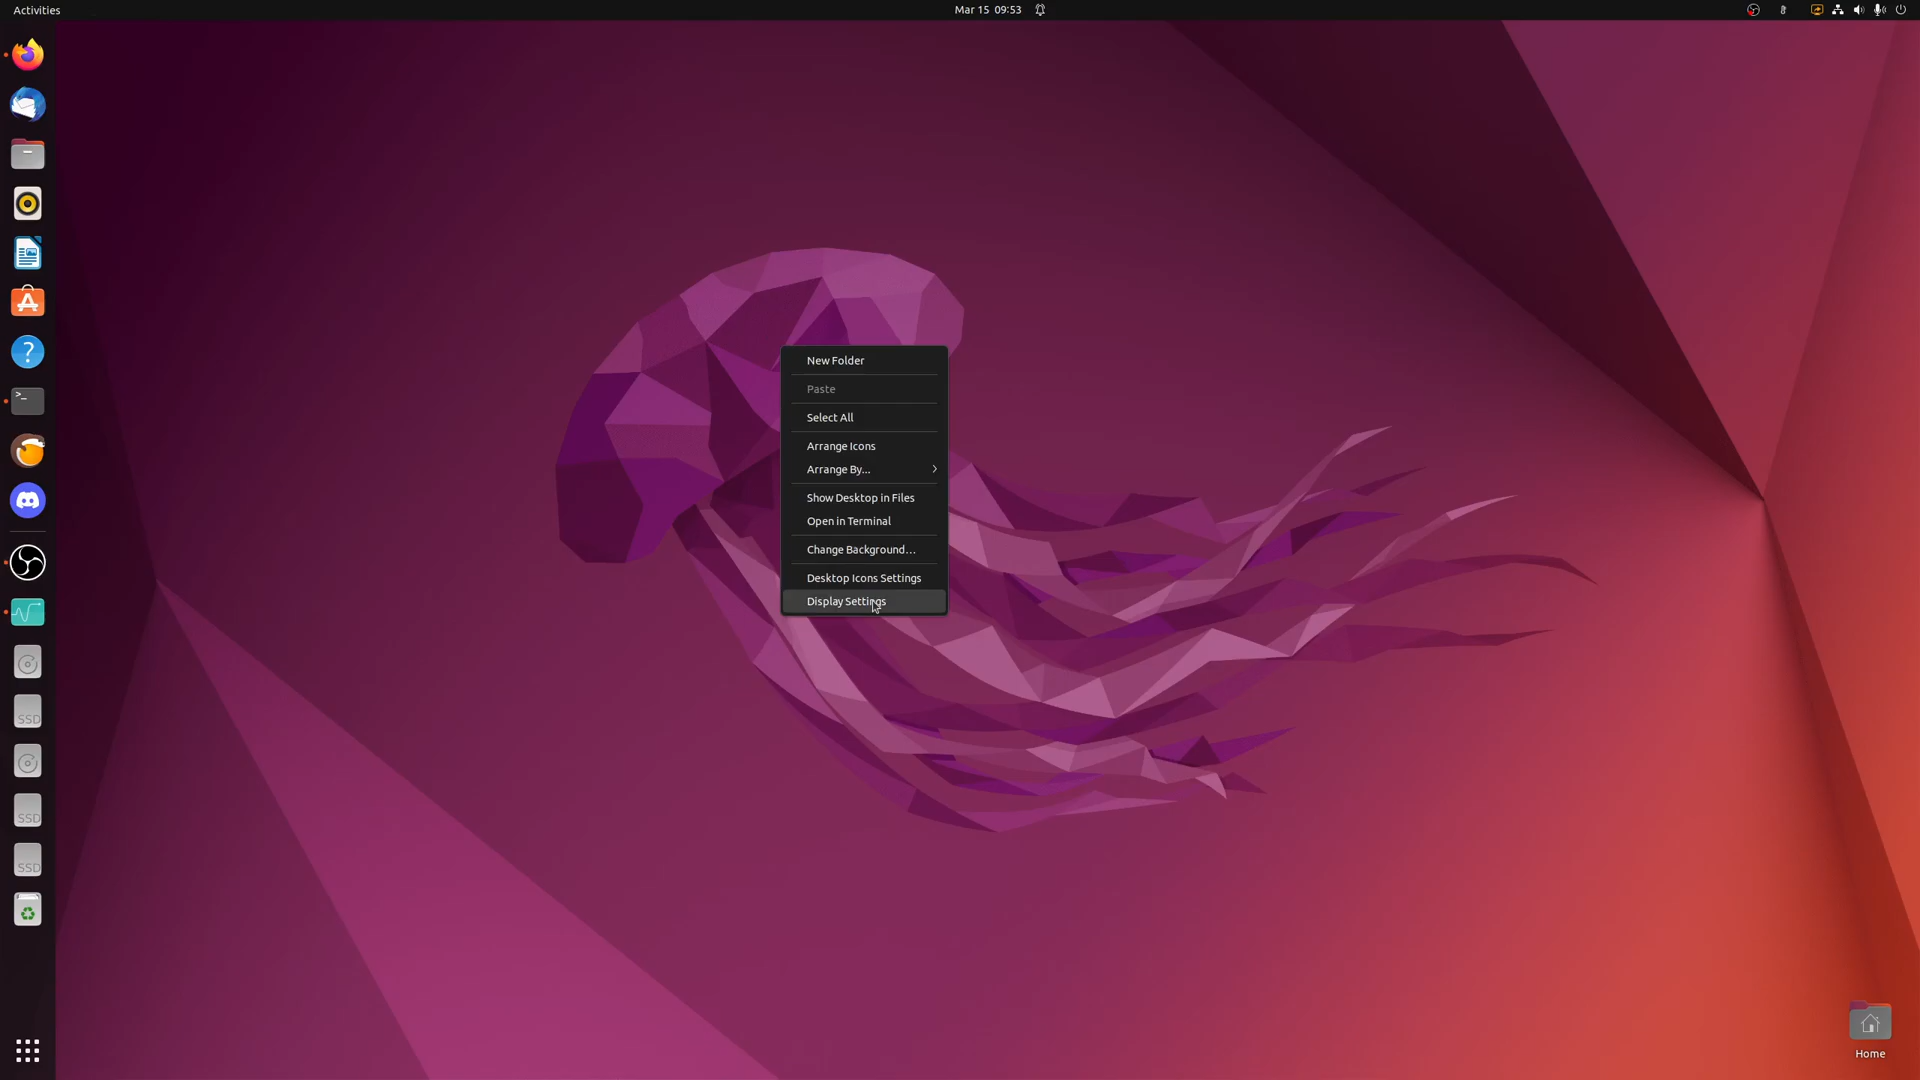 Activities
Mar 15 09:53
New Folder
Paste
Select All
Arrange Icons
Arrange By...
Show Desktop in Files
Open in Terminal
Change Background…
Desktop Icons Settings
Display Settings
SSD
SSD
SSD
Home